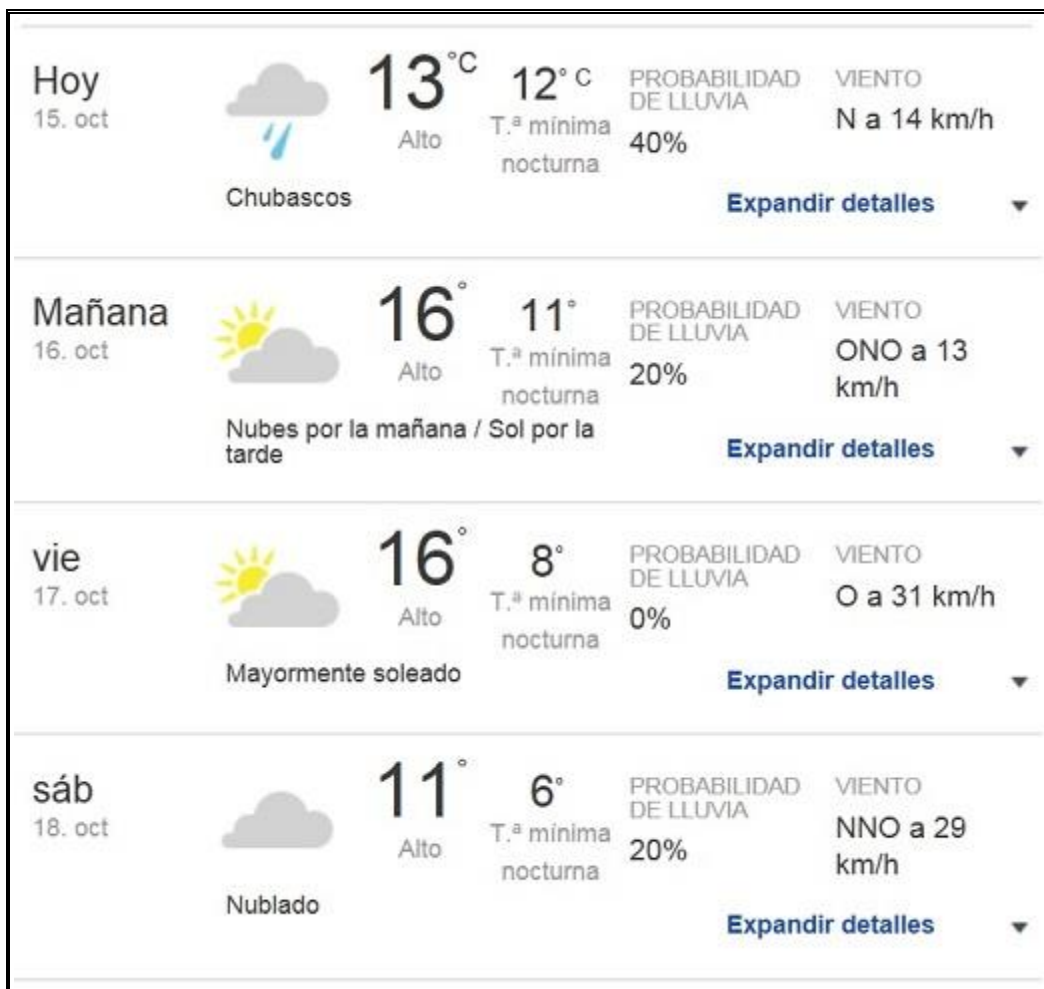 Hoy
15. oct
Chubascos
13°C
Alto
12° C
T.ª mínima
nocturna
PROBABILIDAD
DE LLUVIA
40%
VIENTO
N a 14 km/h
Expandir detalles
Mañana
16. oct
Nubes por la mañana / Sol por la
tarde
16°
Alto
11°
T.ª mínima
nocturna
PROBABILIDAD
DE LLUVIA
20%
VIENTO
ONO a 13
km/h
Expandir detalles
vie
17. oct
Mayormente soleado
16°
Alto
8°
T.ª mínima
nocturna
PROBABILIDAD
DE LLUVIA
0%
VIENTO
O a 31 km/h
Expandir detalles
sáb
18. oct
Nublado
11°
Alto
6°
T.ª mínima
nocturna
PROBABILIDAD
DE LLUVIA
20%
VIENTO
NNO a 29
km/h
Expandir detalles